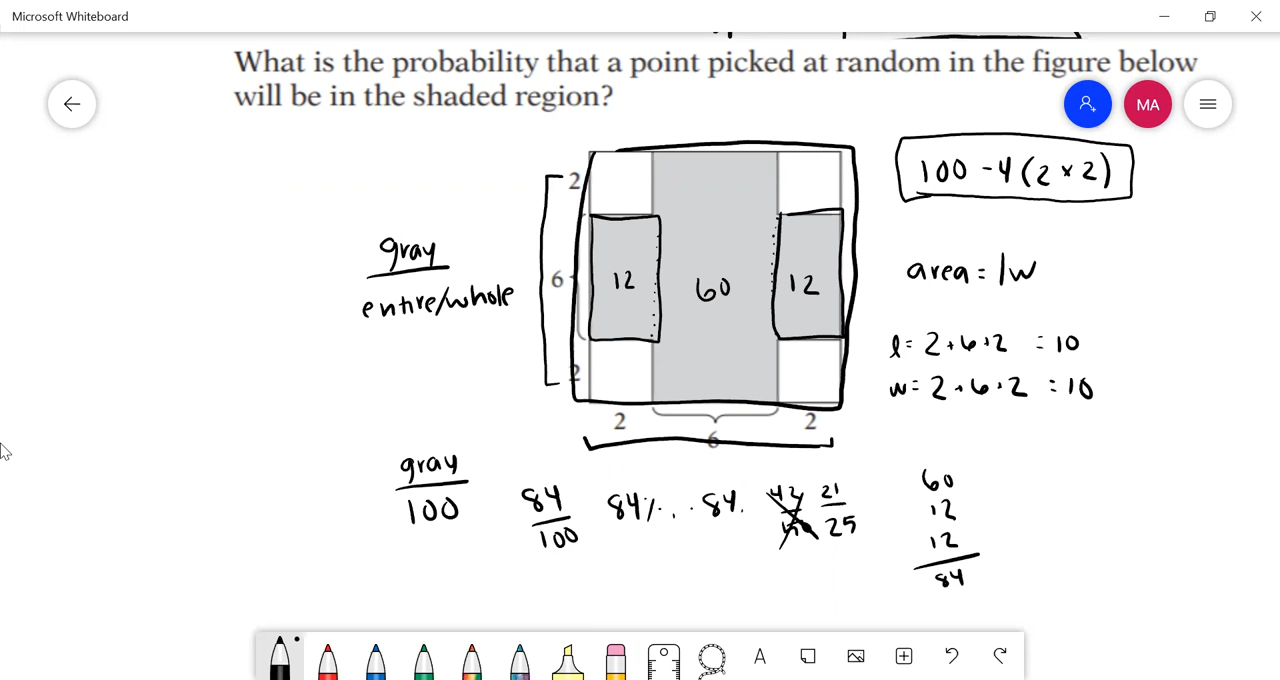 Microsoft Whiteboard
What is the probability that a point picked at random in the figure below
will be in the shaded region?
MA
100 - 4(2 × 2)
gray
entire/whole
2
6
2
12
60
12
2
6
2
area = lw
l = 2 + 6 + 2 = 10
w = 2 + 6 + 2 = 10
gray
100
84
100
84%
.84
42
21
25
60
12
12
84
A